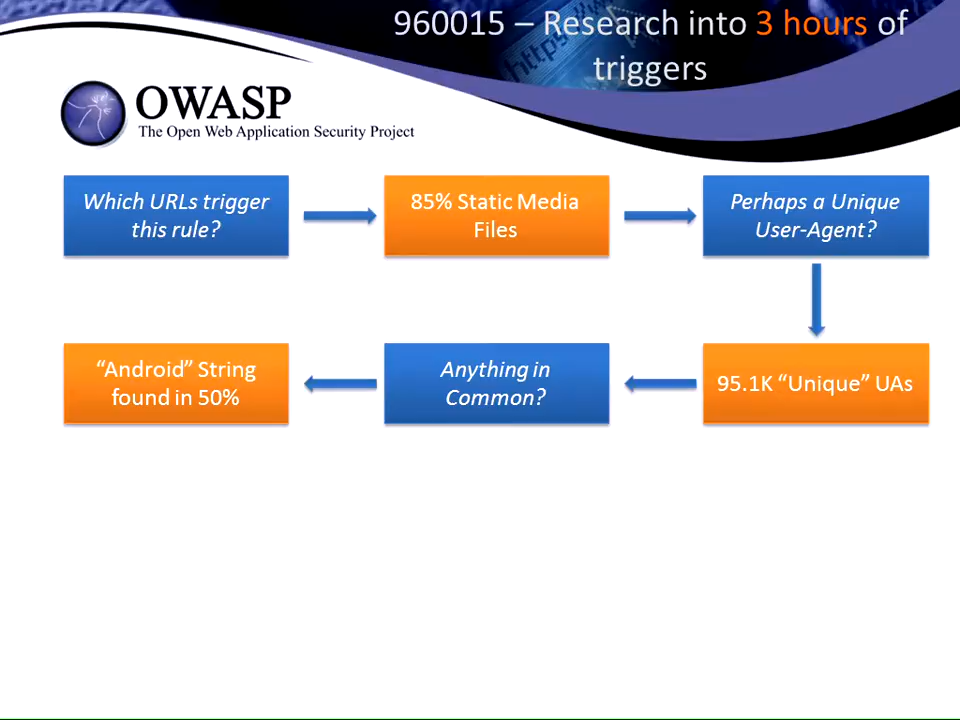 960015 – Research into 3 hours of
triggers
OWASP
The Open Web Application Security Project
Which URLs trigger
this rule?
85% Static Media
Files
Perhaps a Unique
User-Agent?
“Android” String
found in 50%
Anything in
Common?
95.1K “Unique” UAs